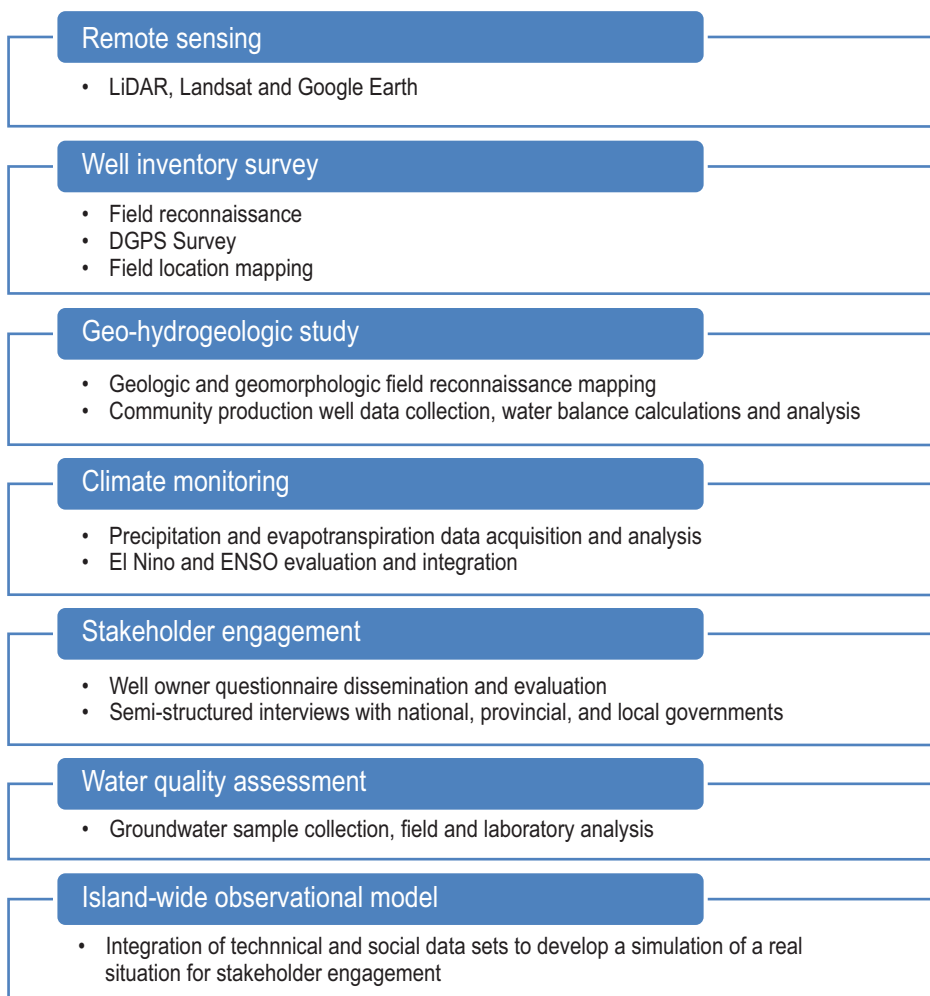 Remote sensing
• LiDAR, Landsat and Google Earth
Well inventory survey
• Field reconnaissance
• DGPS Survey
• Field location mapping
Geo-hydrogeologic study
• Geologic and geomorphologic field reconnaissance mapping
• Community production well data collection, water balance calculations and analysis
Climate monitoring
• Precipitation and evapotranspiration data acquisition and analysis
• El Nino and ENSO evaluation and integration
Stakeholder engagement
• Well owner questionnaire dissemination and evaluation
• Semi-structured interviews with national, provincial, and local governments
Water quality assessment
• Groundwater sample collection, field and laboratory analysis
Island-wide observational model
• Integration of technnical and social data sets to develop a simulation of a real
situation for stakeholder engagement